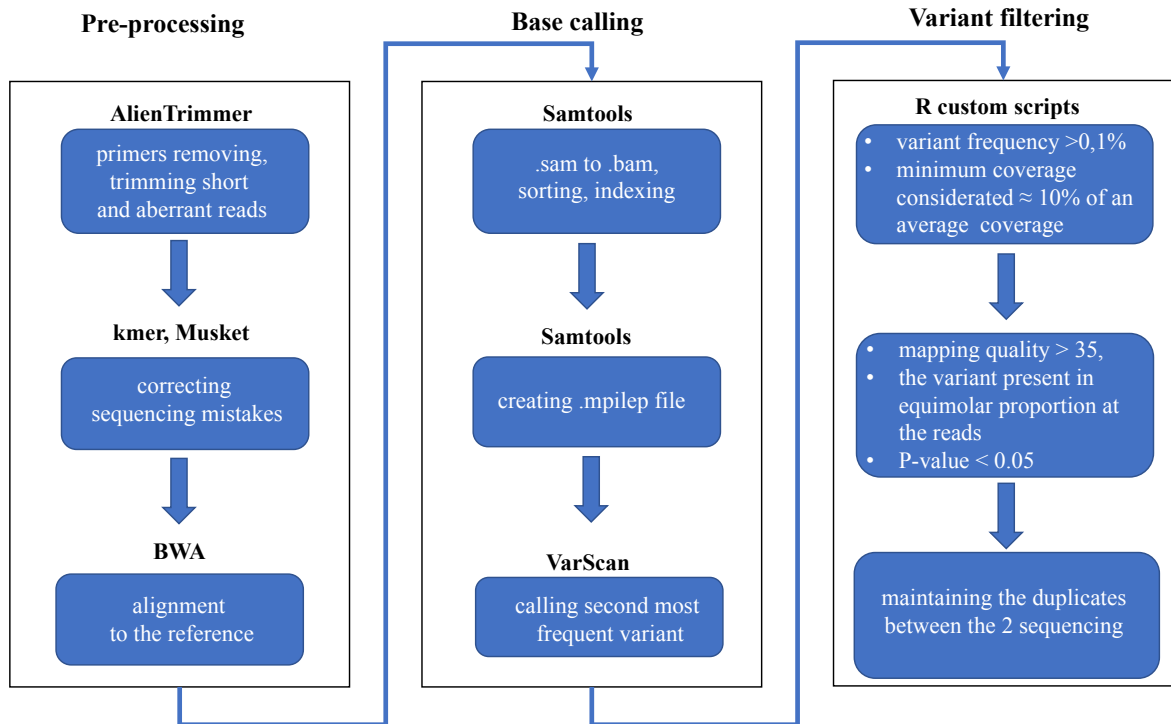 Pre-processing
AlienTrimmer
primers removing,
trimming short
and aberrant reads
kmer, Musket
correcting
sequencing mistakes
BWA
alignment
to the reference
Base calling
Samtools
.sam to .bam,
sorting, indexing
Samtools
creating .mpilep file
VarScan
calling second most
frequent variant
Variant filtering
R custom scripts
• variant frequency >0,1%
• minimum coverage
considerated ≈ 10% of an
average coverage
• mapping quality > 35,
• the variant present in
equimolar proportion at
the reads
• P-value < 0.05
maintaining the duplicates
between the 2 sequencing